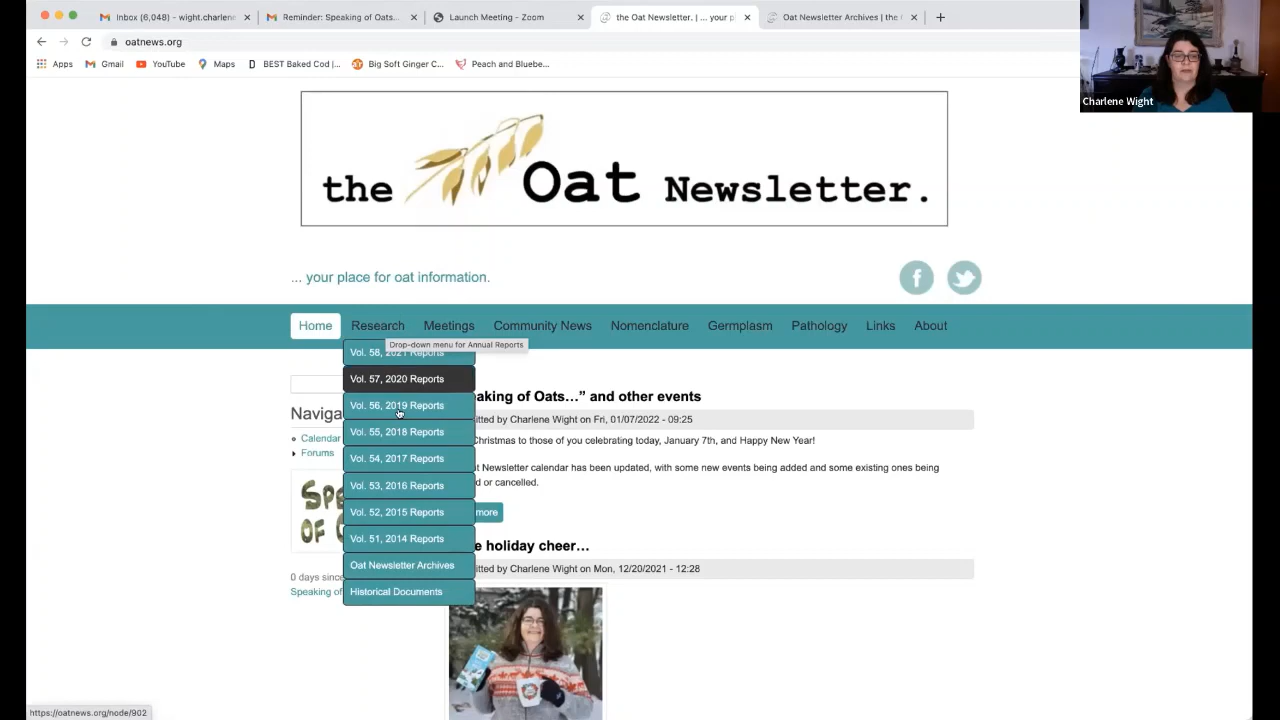 Inbox (6,048) - wight.charlen
Reminder: Speaking of Oats...
Launch Meeting - Zoom
the Oat Newsletter. | ... your p
Oat Newsletter Archives | the
oatnews.org
Apps
Gmail
YouTube
Maps
BEST Baked Cod |...
Big Soft Ginger C...
Peach and Bluebe...
Charlene Wight
the Oat Newsletter.
... your place for oat information.
Home
Research
Meetings
Community News
Nomenclature
Germplasm
Pathology
Links
About
Drop-down menu for Annual Reports
Vol. 58, 2021 Reports
Vol. 57, 2020 Reports
Vol. 56, 2019 Reports
Vol. 55, 2018 Reports
Vol. 54, 2017 Reports
Vol. 53, 2016 Reports
Vol. 52, 2015 Reports
Vol. 51, 2014 Reports
Oat Newsletter Archives
Historical Documents
Naviga
Calendar
Forums
SPE
OF
0 days since
Speaking of
aking of Oats…” and other events
itted by Charlene Wight on Fri, 01/07/2022 - 09:25
Christmas to those of you celebrating today, January 7th, and Happy New Year!
t Newsletter calendar has been updated, with some new events being added and some existing ones being
d or cancelled.
more
e holiday cheer…
itted by Charlene Wight on Mon, 12/20/2021 - 12:28
https://oatnews.org/node/902